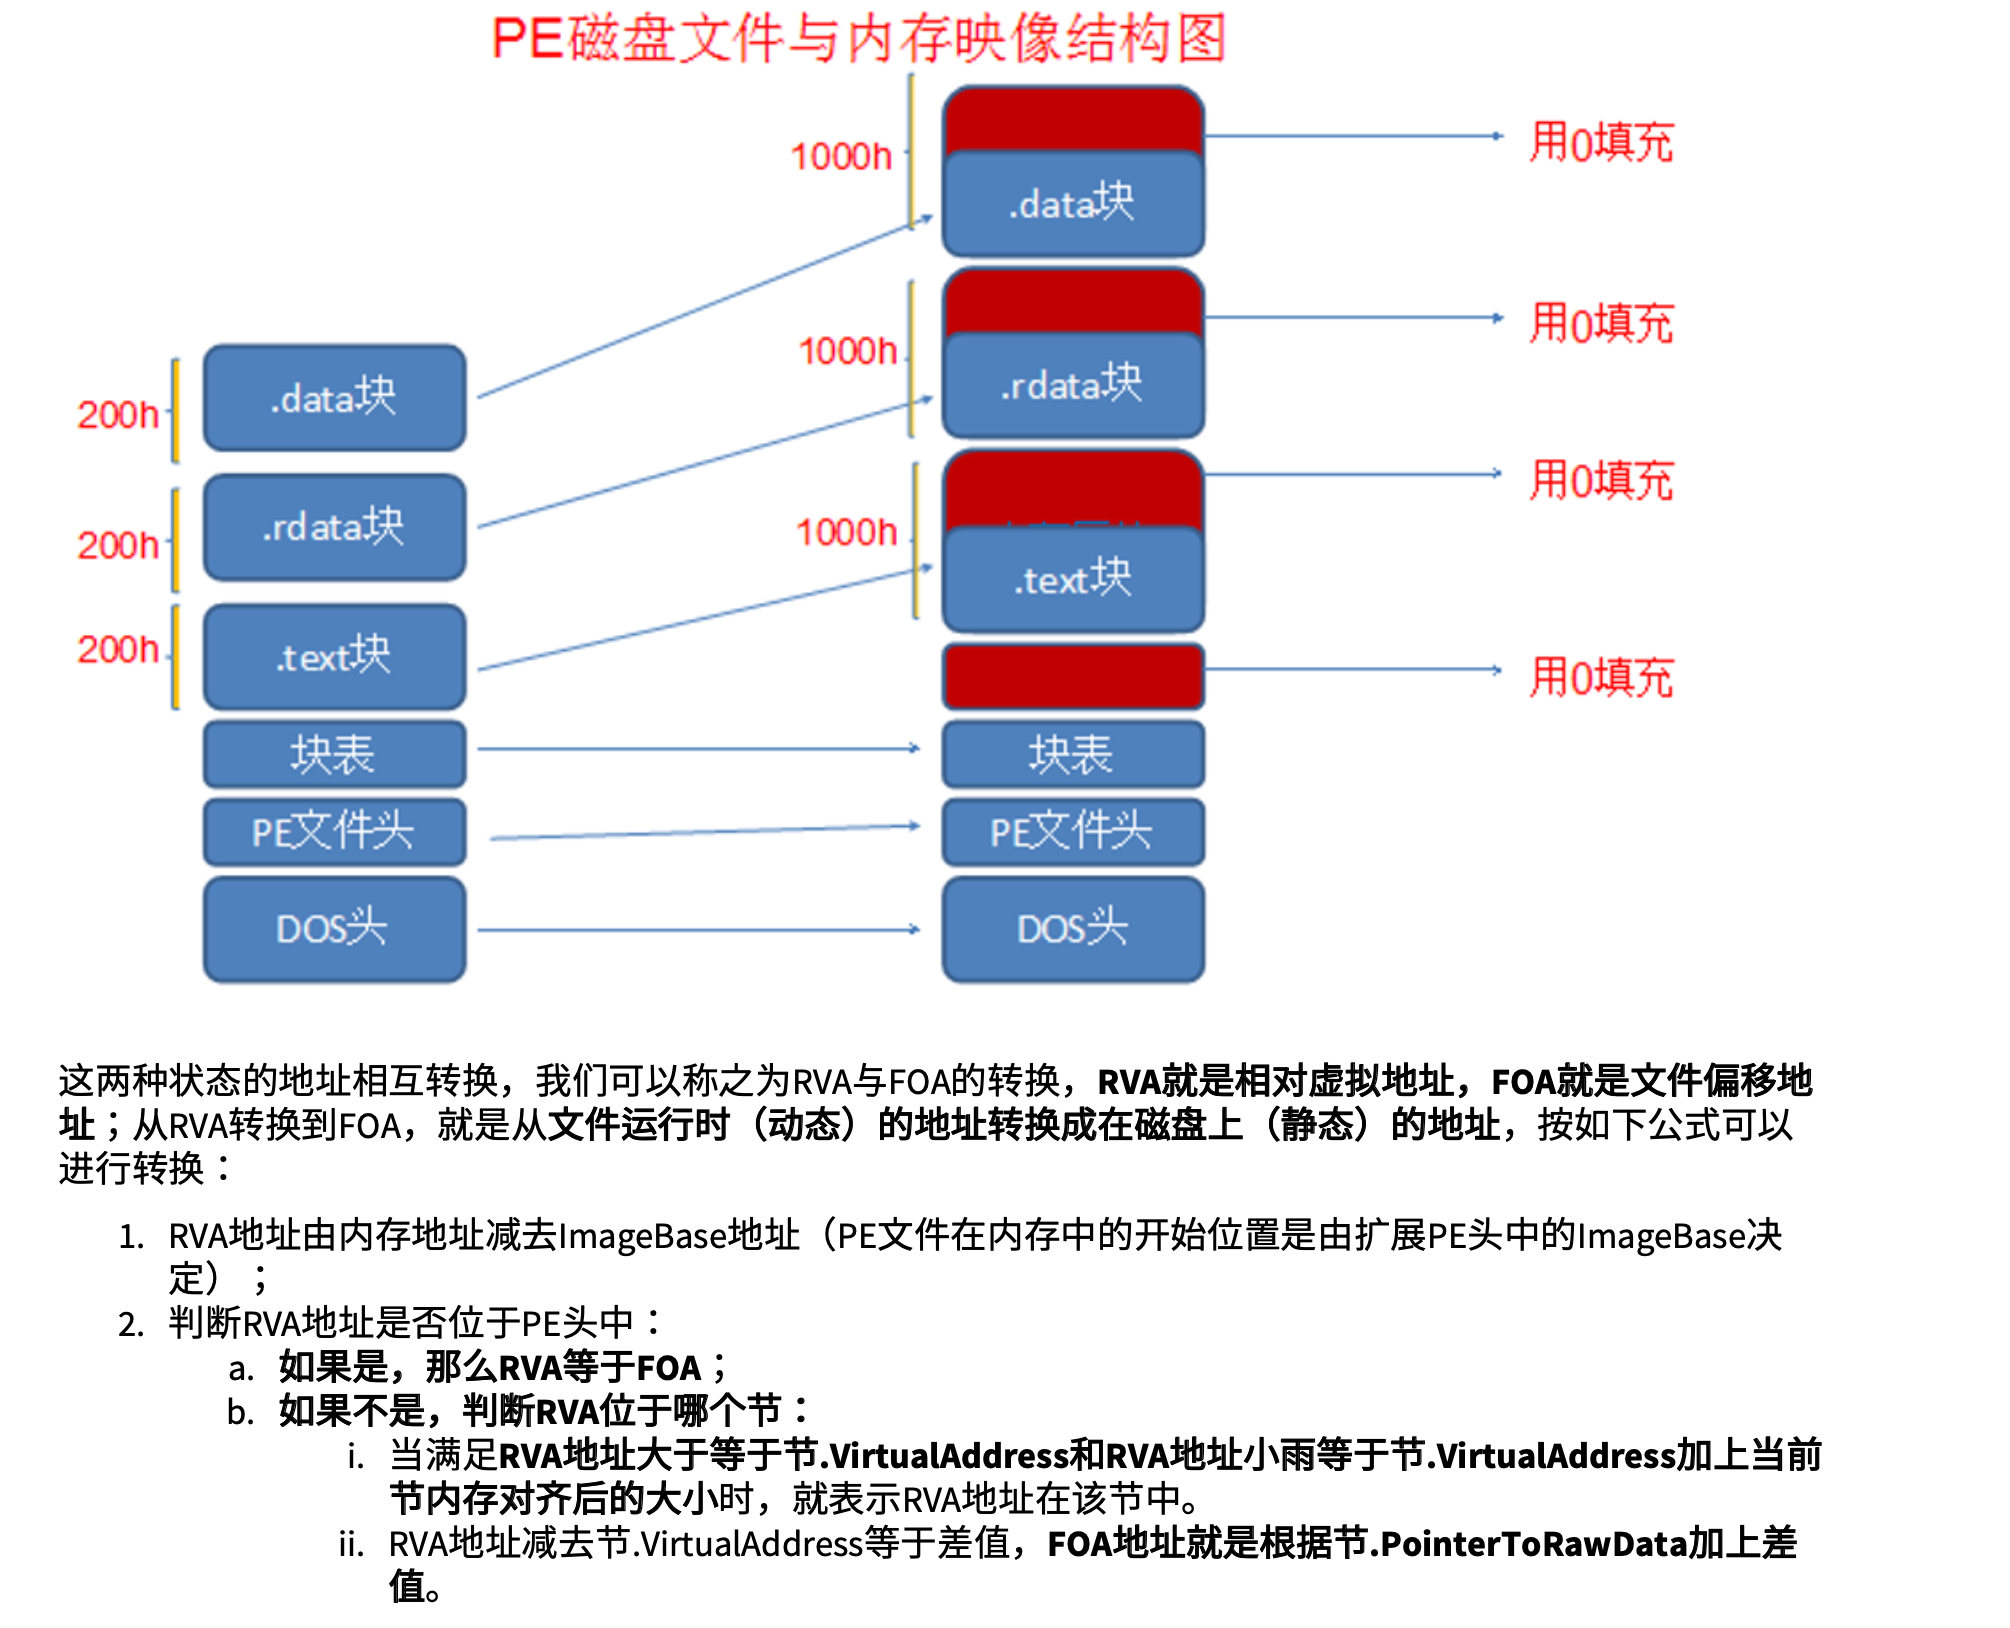 PE磁盘文件与内存映像结构图
1000h
用0填充
.data块
1000h
用0填充
.rdata块
200h
.data块
1000h
用0填充
.text块
200h
.rdata块
200h
.text块
用0填充
块表
块表
PE文件头
PE文件头
DOS头
DOS头
这两种状态的地址相互转换，我们可以称之为RVA与FOA的转换，RVA就是相对虚拟地址，FOA就是文件偏移地
址；从RVA转换到FOA，就是从文件运行时（动态）的地址转换成在磁盘上（静态）的地址，按如下公式可以
进行转换：
1. RVA地址由内存地址减去ImageBase地址（PE文件在内存中的开始位置是由扩展PE头中的ImageBase决
定）；
2. 判断RVA地址是否位于PE头中：
a. 如果是，那么RVA等于FOA；
b. 如果不是，判断RVA位于哪个节：
i. 当满足RVA地址大于等于节.VirtualAddress和RVA地址小雨等于节.VirtualAddress加上当前
节内存对齐后的大小时，就表示RVA地址在该节中。
ii. RVA地址减去节.VirtualAddress等于差值，FOA地址就是根据节.PointerToRawData加上差
值。